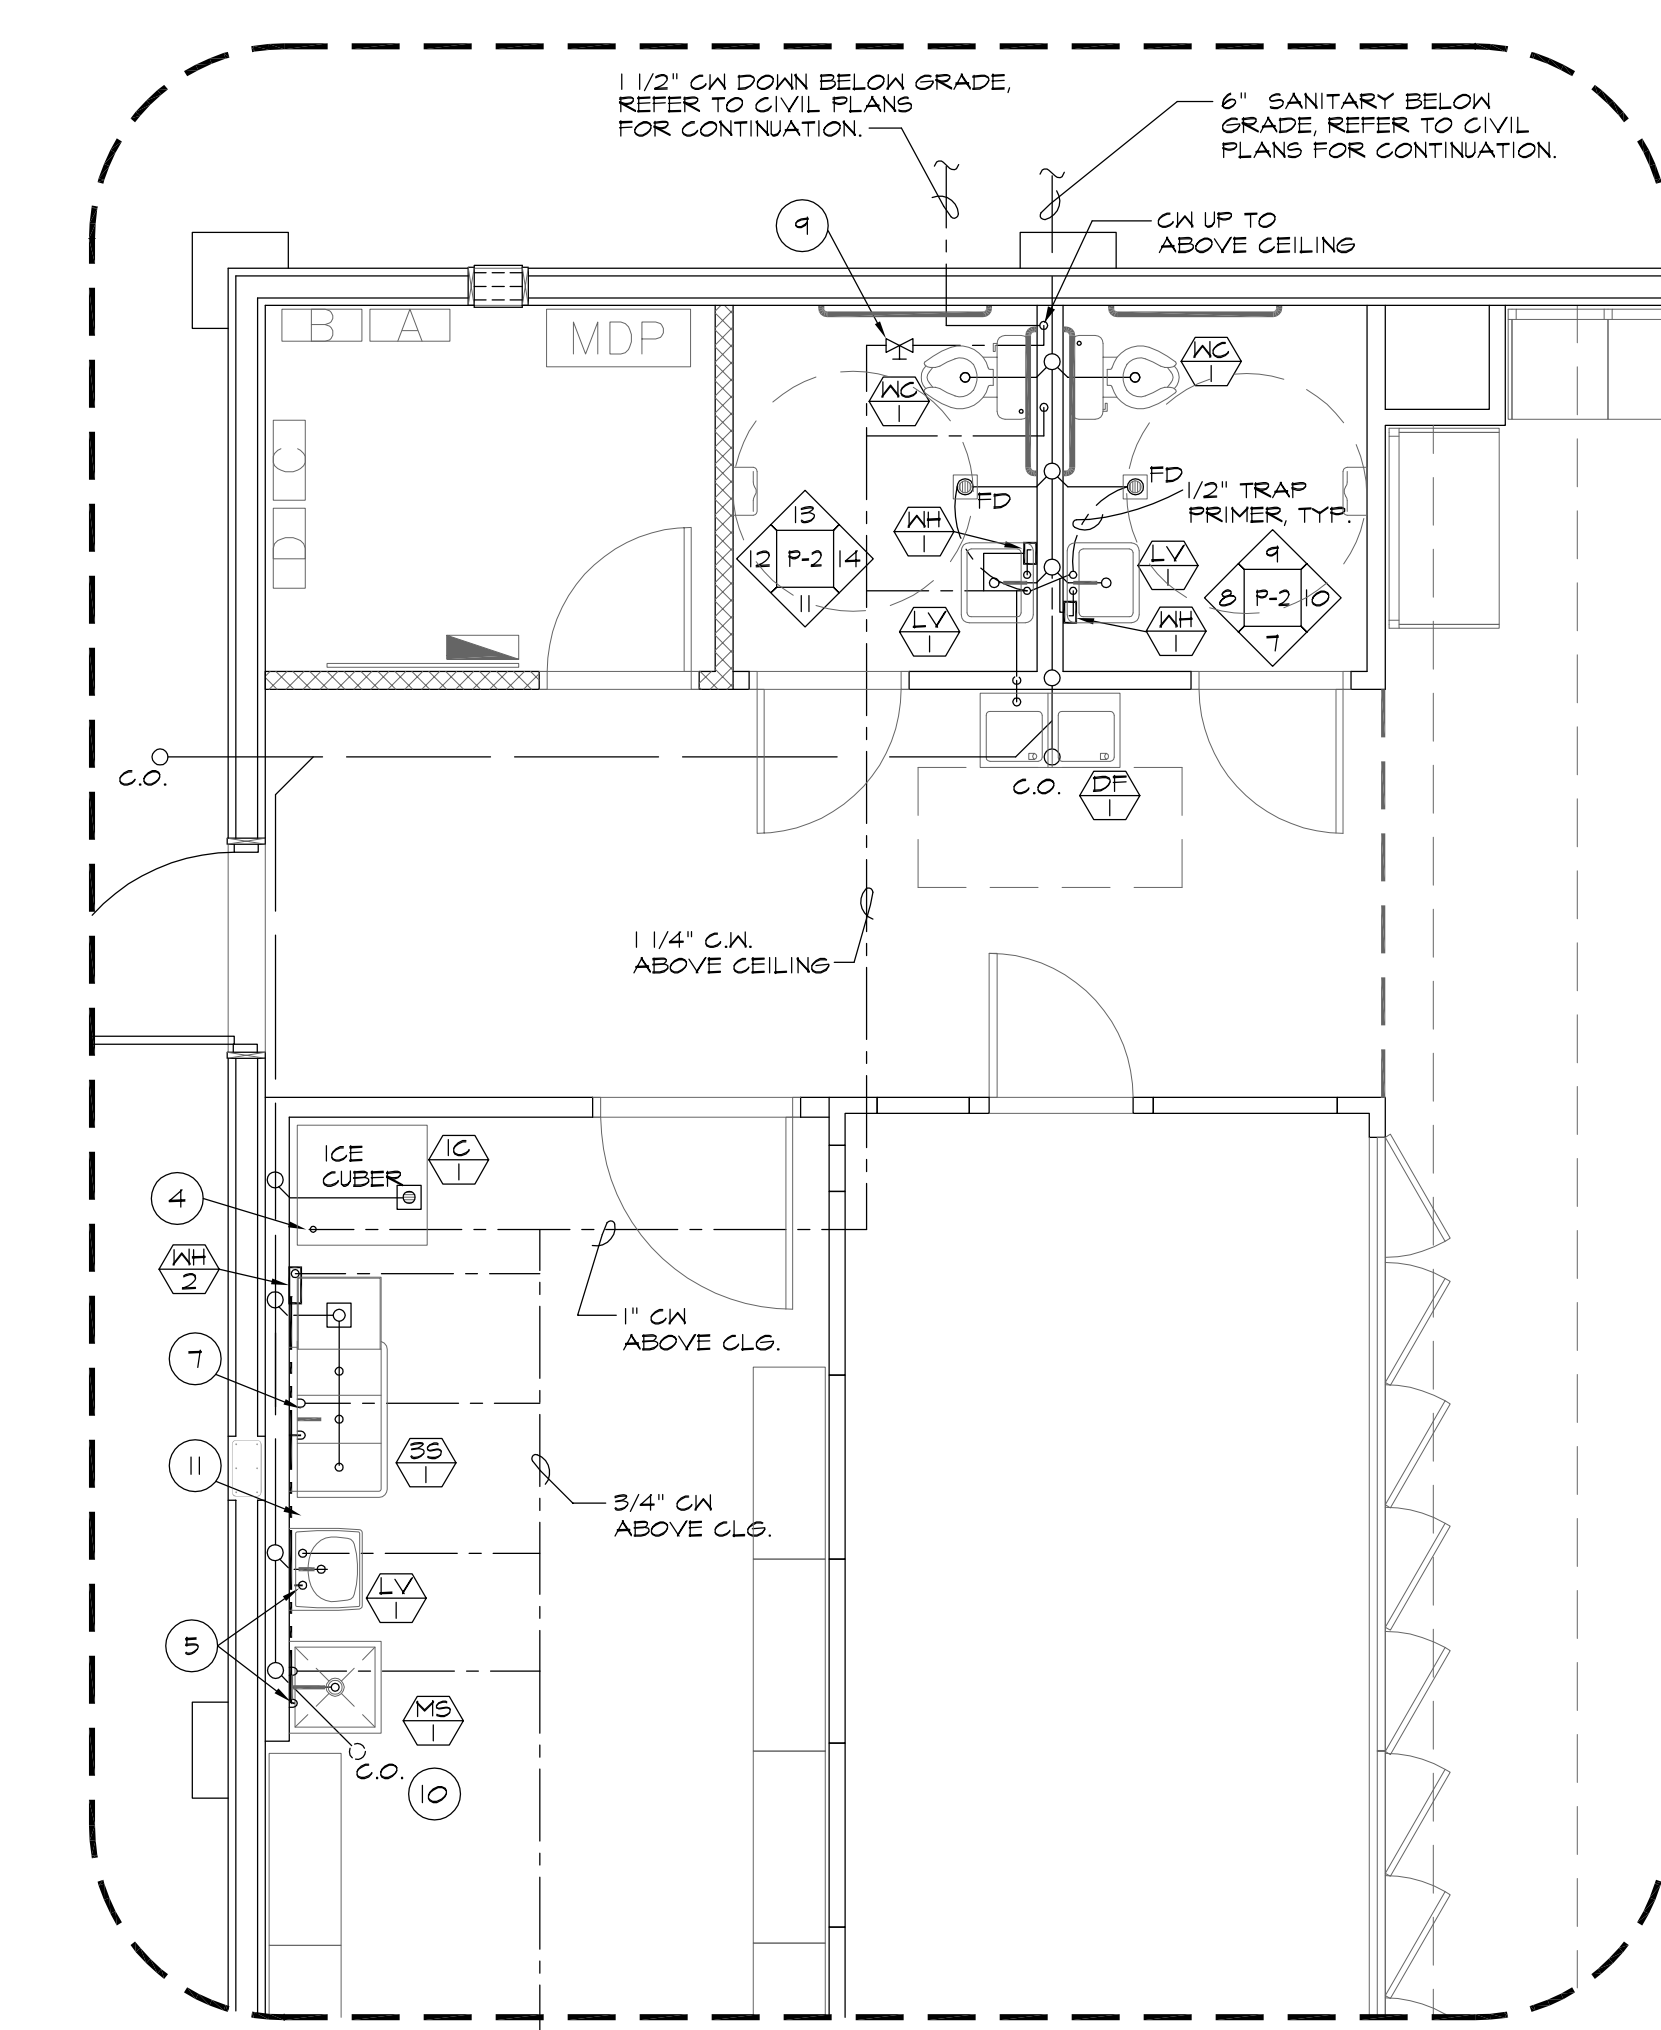 1 1/2" CW DOWN BELOW GRADE,
REFER TO CIVIL PLANS
FOR CONTINUATION.
6" SANITARY BELOW
GRADE, REFER TO CIVIL
PLANS FOR CONTINUATION.
9
CW UP TO
ABOVE CEILING
B
A
MDP
WC
1
WC
1
C
D
FD
FD
1/2" TRAP
PRIMER, TYP.
13
12
P-2
14
11
WH
1
LV
1
LV
1
WH
1
9
8
P-2
10
7
C.O.
C.O.
DF
1
1 1/4" C.W.
ABOVE CEILING
ICE
CUBER
IC
1
4
WH
2
1" CW
ABOVE CLG.
7
3S
1
11
3/4" CW
ABOVE CLG.
LV
1
5
MS
1
C.O.
10